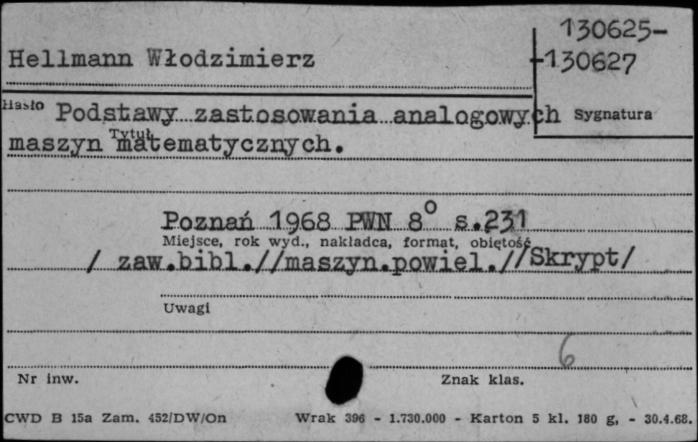 130625-
Hellmann Włodzimierz
-130627
Hasło Podstawy zastosowania analogowych Sygnatura
maszyn Tytuł matematycznych.
Poznań 1968 PWN 8° s.231
Miejsce, rok wyd., nakładca, format, objętość
/ zaw.bibl.//maszyn.powiel.//Skrypt/
Uwagi
6
Nr inw. Znak klas.
CWD B 15a Zam. 452/DW/On Wrak 396 - 1.730.000 - Karton 5 kl. 180 g, - 30.4.68.